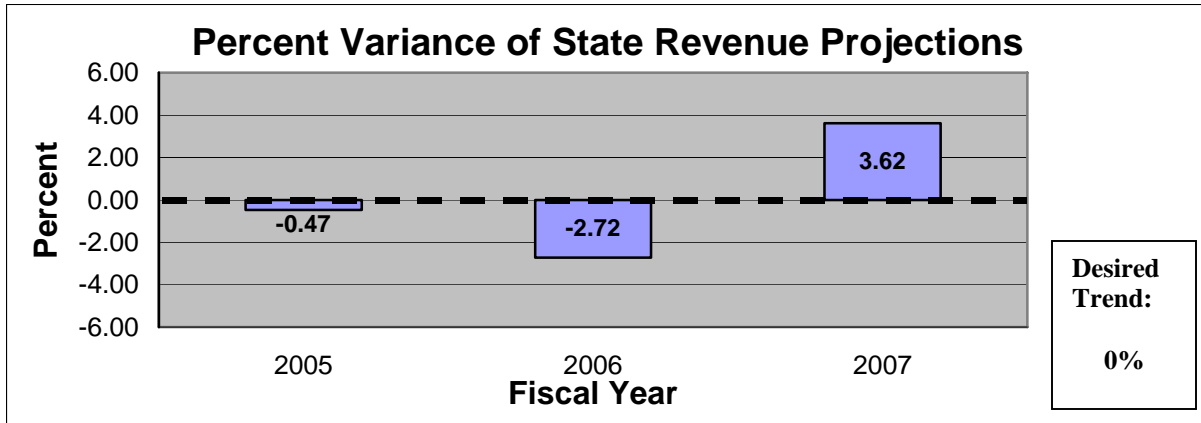 Percent Variance of State Revenue Projections
Percent
6.00
4.00
2.00
0.00
-2.00
-4.00
-6.00
-0.47
-2.72
3.62
2005
2006
2007
Fiscal Year
Desired
Trend:
0%